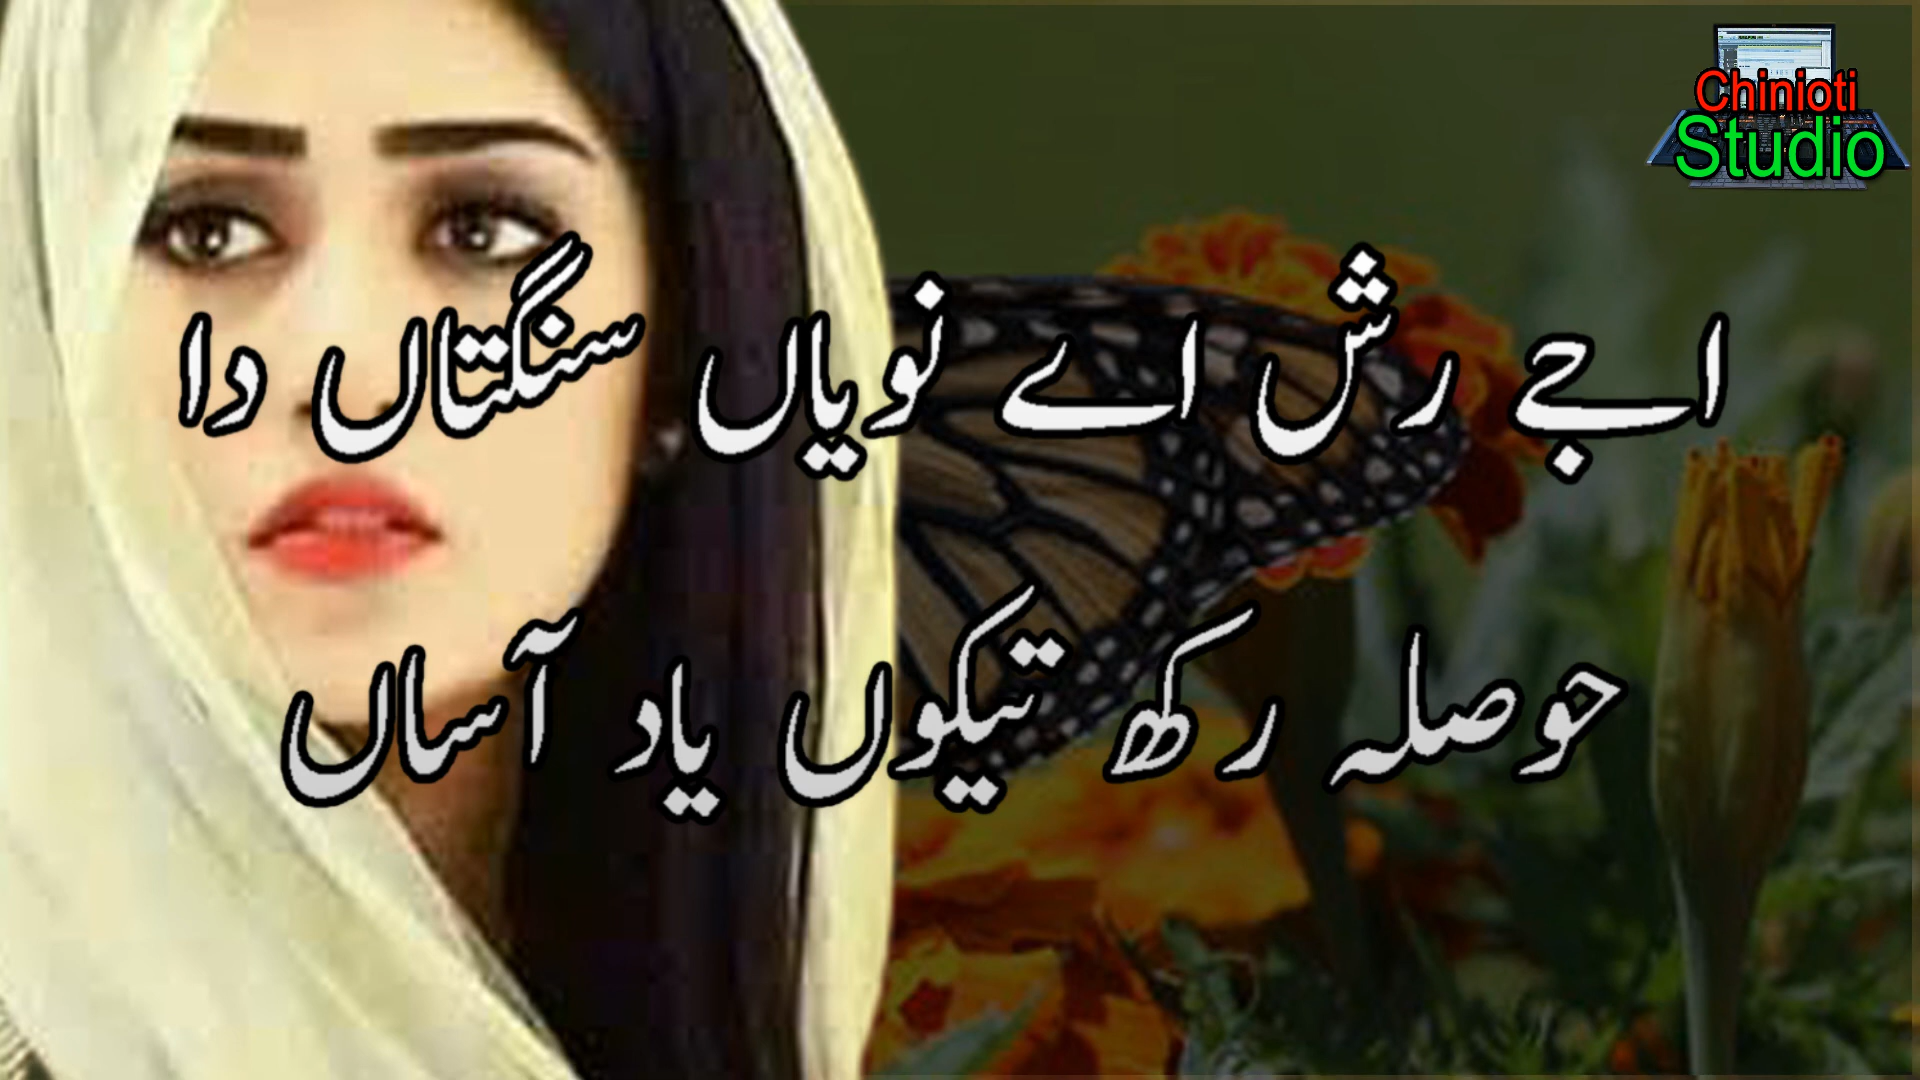 Chinioti
Studio
اجے رش اے نویاں سنگتاں دا
حوصلہ رکھ تیکوں یاد آساں